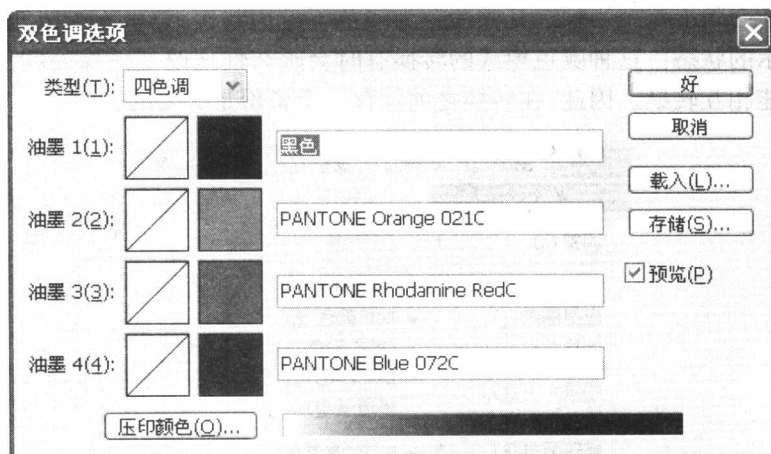 双色调选项
类型(T): 四色调
好
取消
油墨 1(1): 黑色
载入(L)...
油墨 2(2): PANTONE Orange 021C
存储(S)...
油墨 3(3): PANTONE Rhodamine RedC
预览(P)
油墨 4(4): PANTONE Blue 072C
压印颜色(O)...